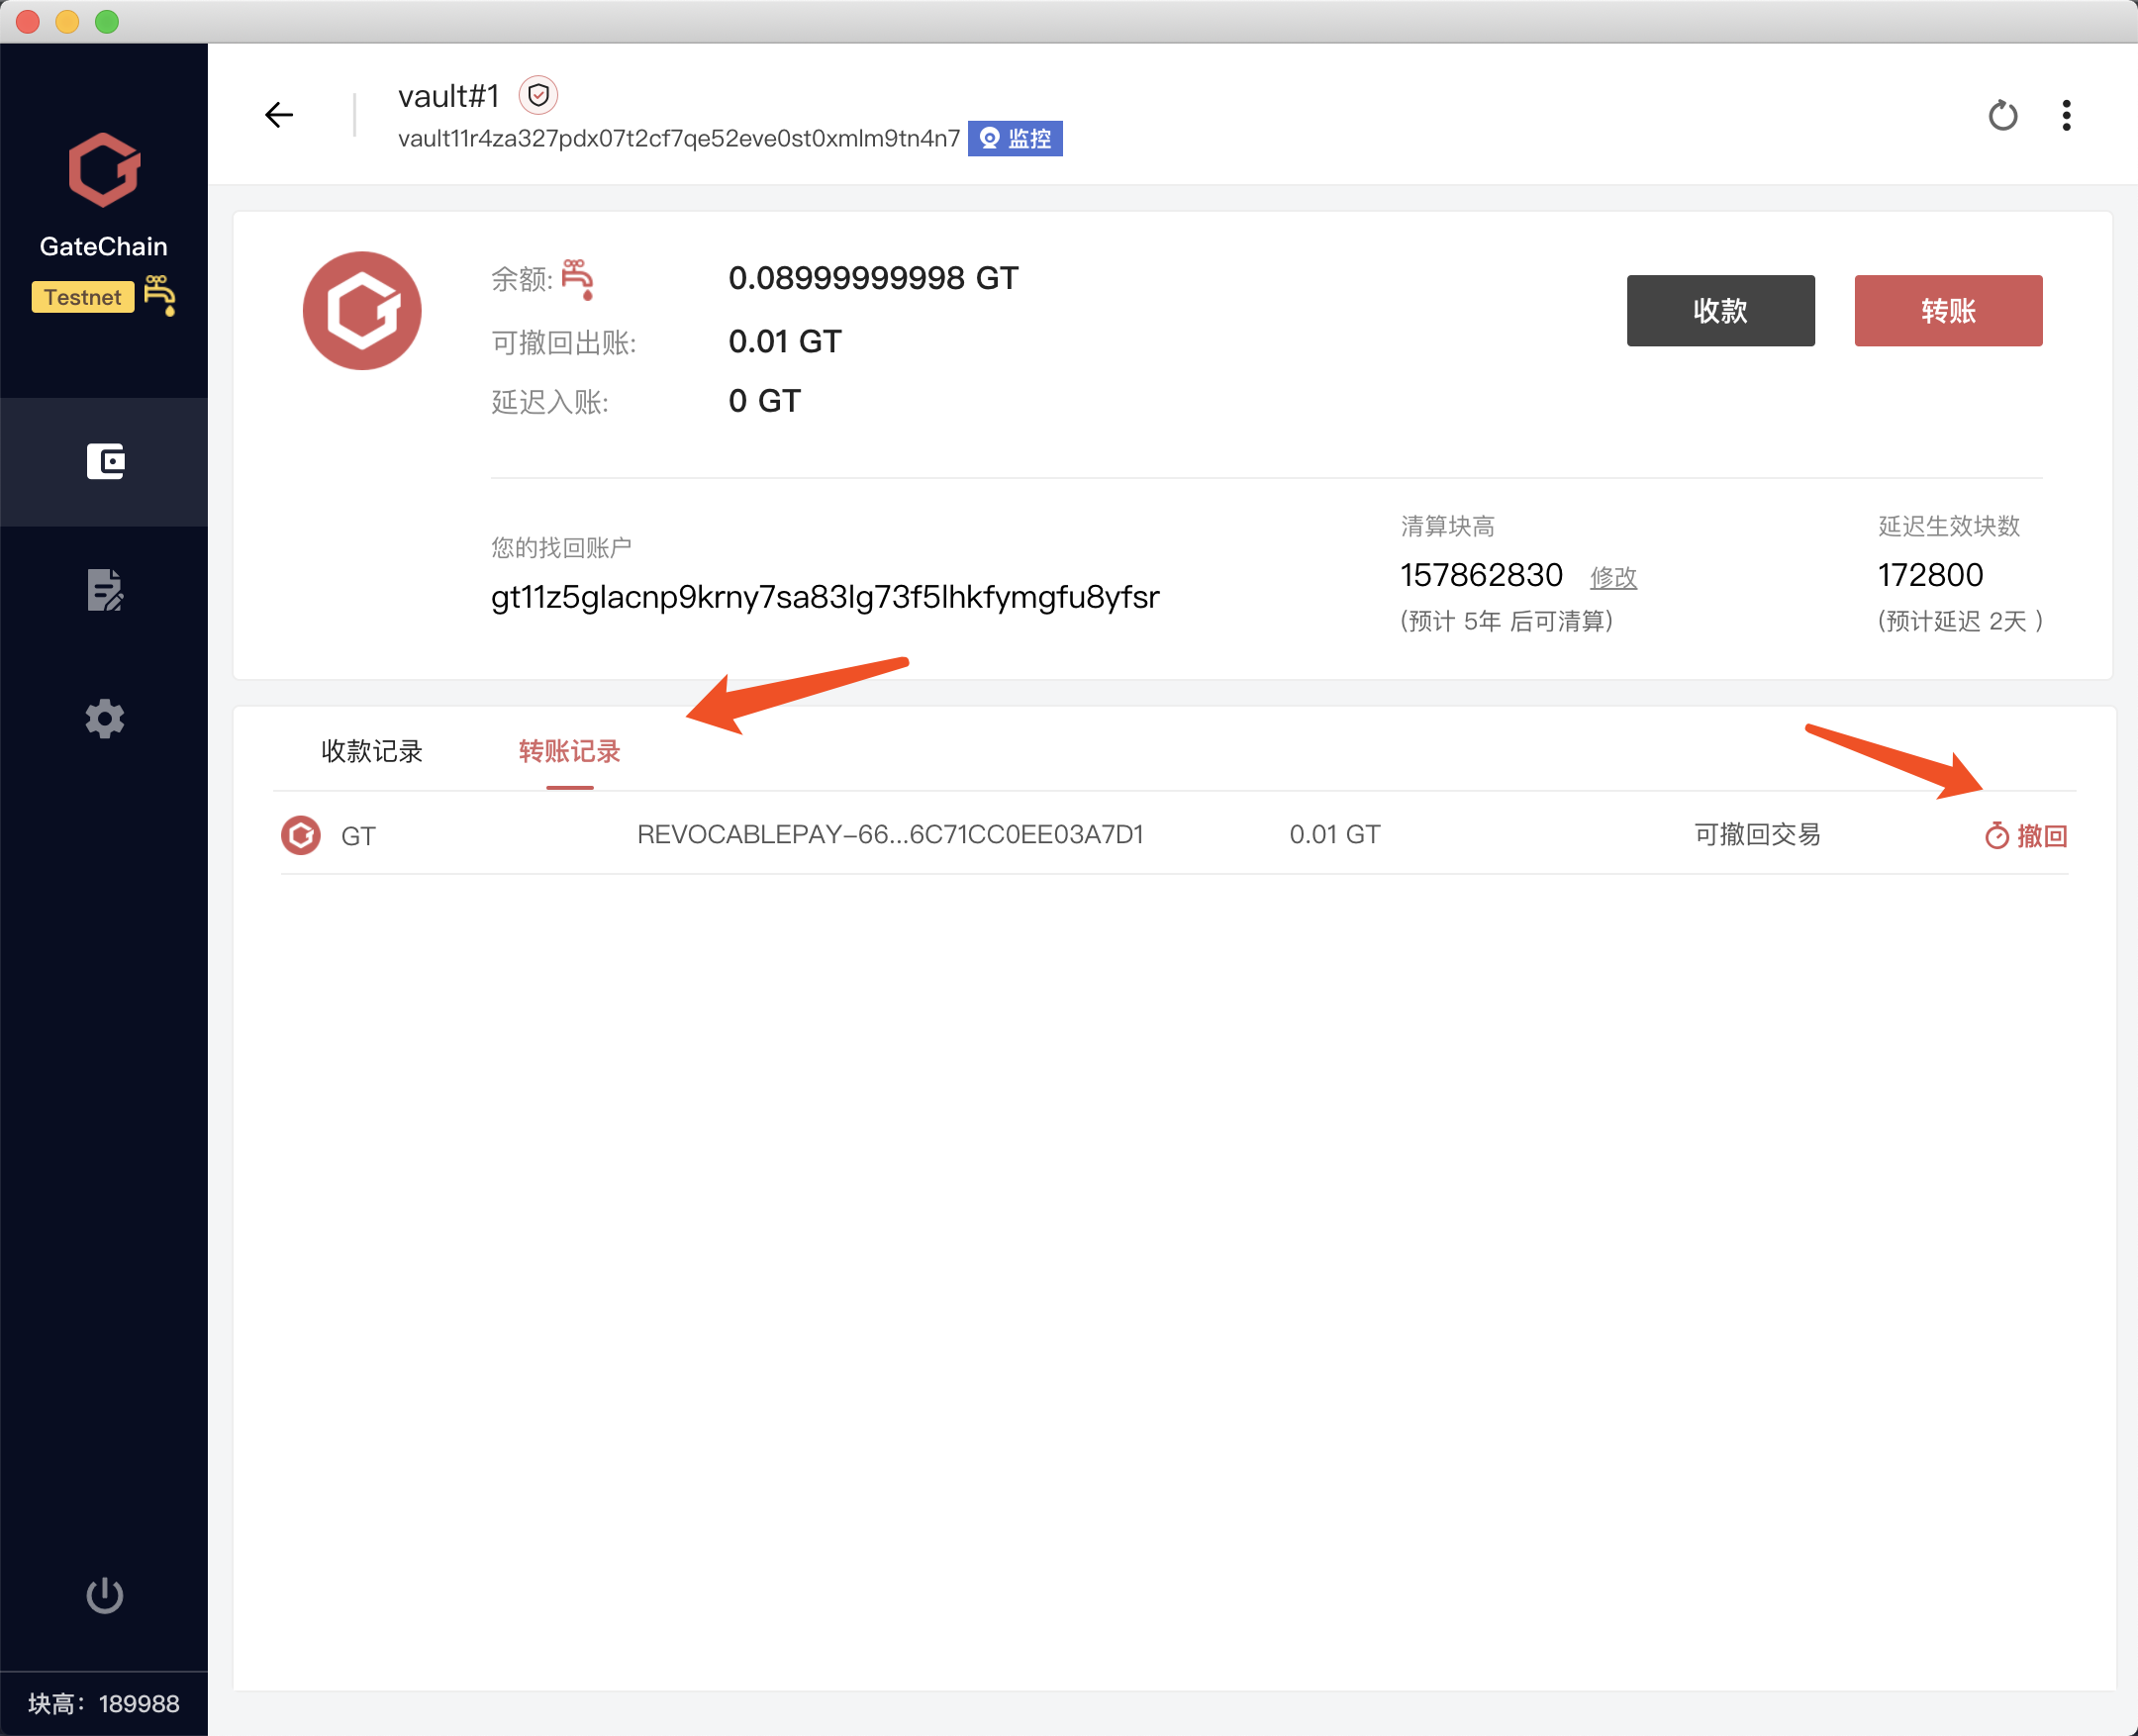 GateChain
Testnet
块高：189988
vault#1
vault11r4za327pdx07t2cf7qe52eve0st0xmlm9tn4n7 监控
余额: 0.08999999998 GT
可撤回出账: 0.01 GT
延迟入账: 0 GT
收款 转账
您的找回账户
gt11z5glacnp9krny7sa83lg73f5lhkfymgfu8yfsr
清算块高
157862830 修改
(预计 5年 后可清算)
延迟生效块数
172800
(预计延迟 2天 )
收款记录 转账记录
GT REVOCABLEPAY-66...6C71CC0EE03A7D1 0.01 GT 可撤回交易 撤回